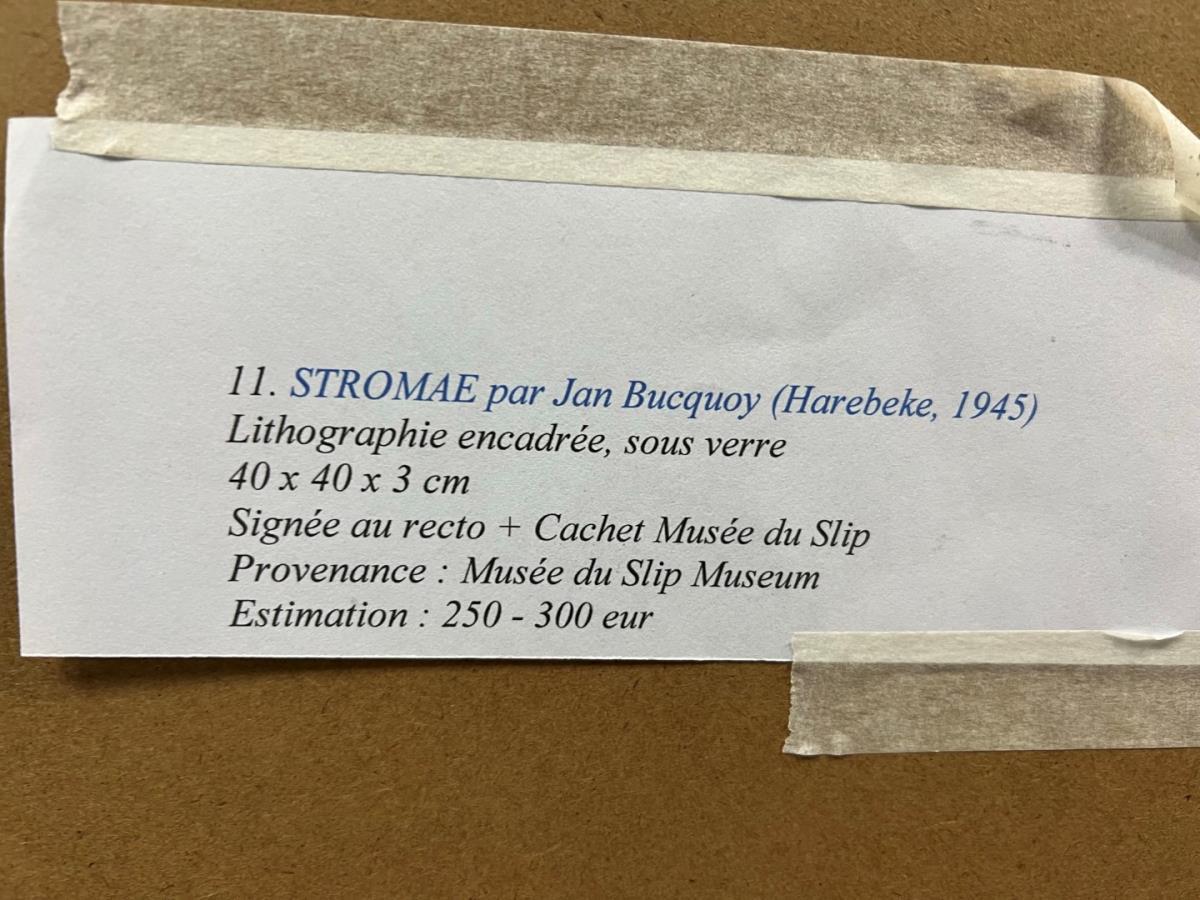 11. STROMAE par Jan Bucquoy (Harebeke, 1945)
Lithographie encadrée, sous verre
40 x 40 x 3 cm
Signée au recto + Cachet Musée du Slip
Provenance : Musée du Slip Museum
Estimation : 250 - 300 eur